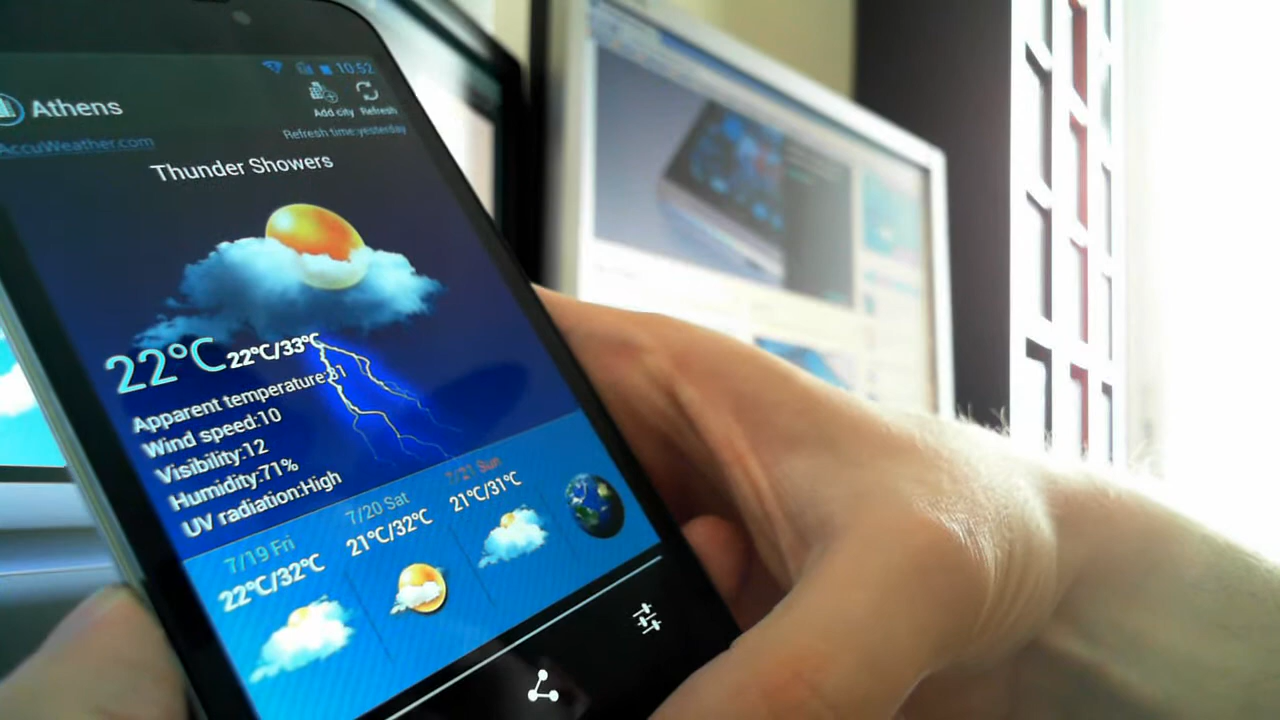 10:52
Athens
Add city Refresh
AccuWeather.com
Refresh time:yesterday
Thunder Showers
22°C 22°C/33°C
Apparent temperature:31
Wind speed:10
Visibility:12
Humidity:71%
UV radiation:High
7/19 Fri
22°C/32°C
7/20 Sat
21°C/32°C
7/21 Sun
21°C/31°C